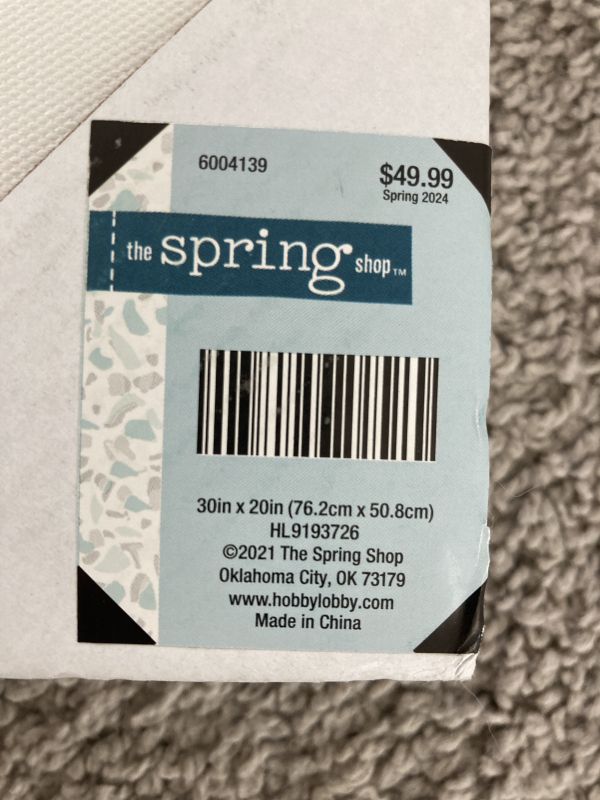 6004139
$49.99
Spring 2024
the spring shop™
30in x 20in (76.2cm x 50.8cm)
HL9193726
©2021 The Spring Shop
Oklahoma City, OK 73179
www.hobbylobby.com
Made in China